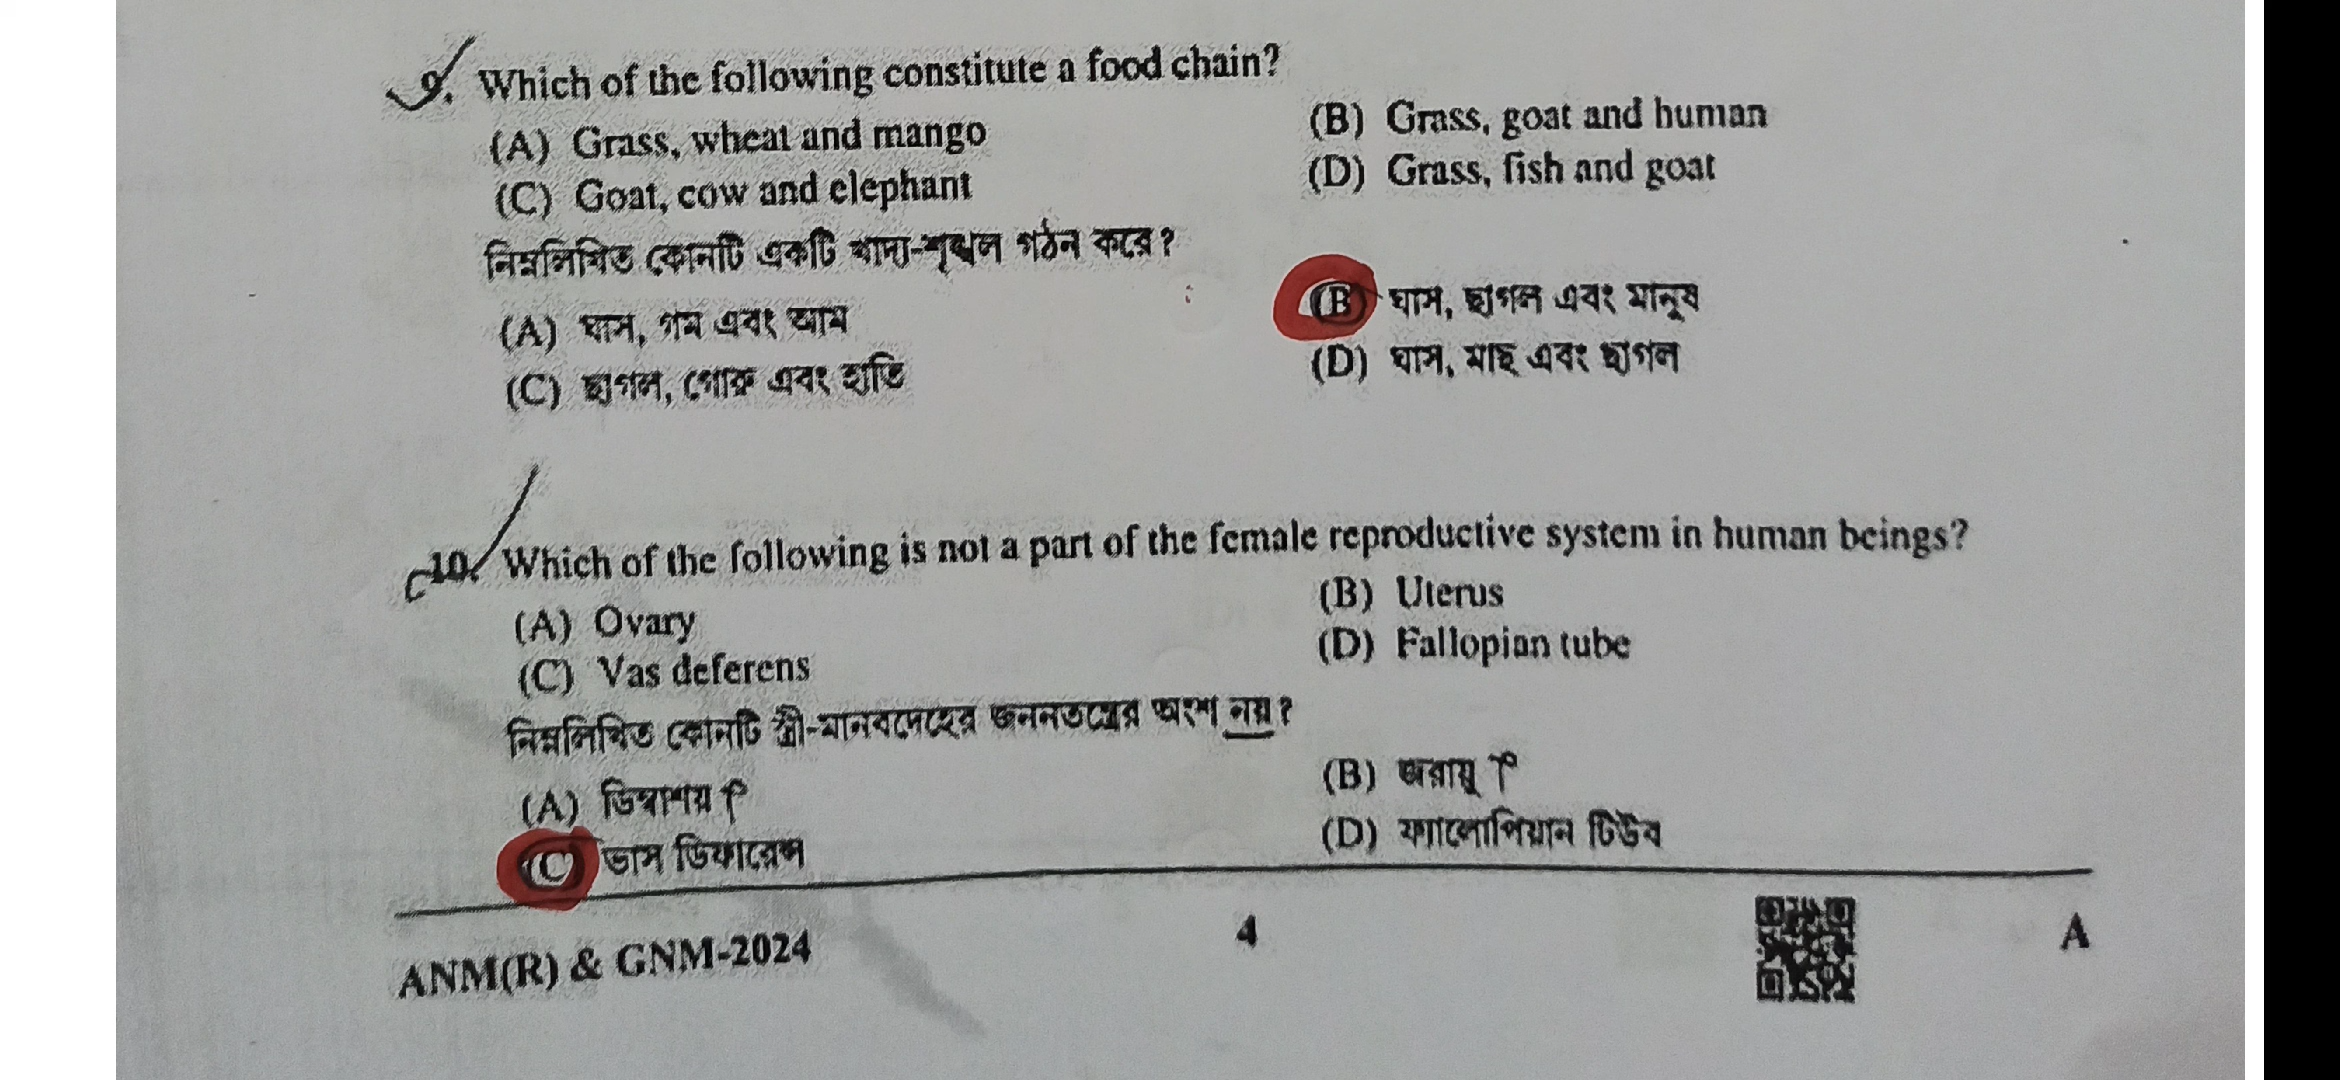 9. Which of the following constitute a food chain?
(A) Grass, wheat and mango (B) Grass, goat and human
(C) Goat, cow and elephant (D) Grass, fish and goat
নিম্নলিখিত কোনটি একটি খাদ্য-শৃঙ্খল গঠন করে?
(A) ঘাস, গম এবং আম (B) ঘাস, ছাগল এবং মানুষ
(C) ছাগল, গোরু এবং হাতি (D) ঘাস, মাছ এবং ছাগল
10. Which of the following is not a part of the female reproductive system in human beings?
(A) Ovary (B) Uterus
(C) Vas deferens (D) Fallopian tube
নিম্নলিখিত কোনটি স্ত্রী-মানবদেহের জননতন্ত্রের অংশ নয়?
(A) ডিম্বাশয় (B) জরায়ু
(C) ভাস ডিফারেন্স (D) ফ্যালোপিয়ান টিউব
ANM(R) & GNM-2024 4 A